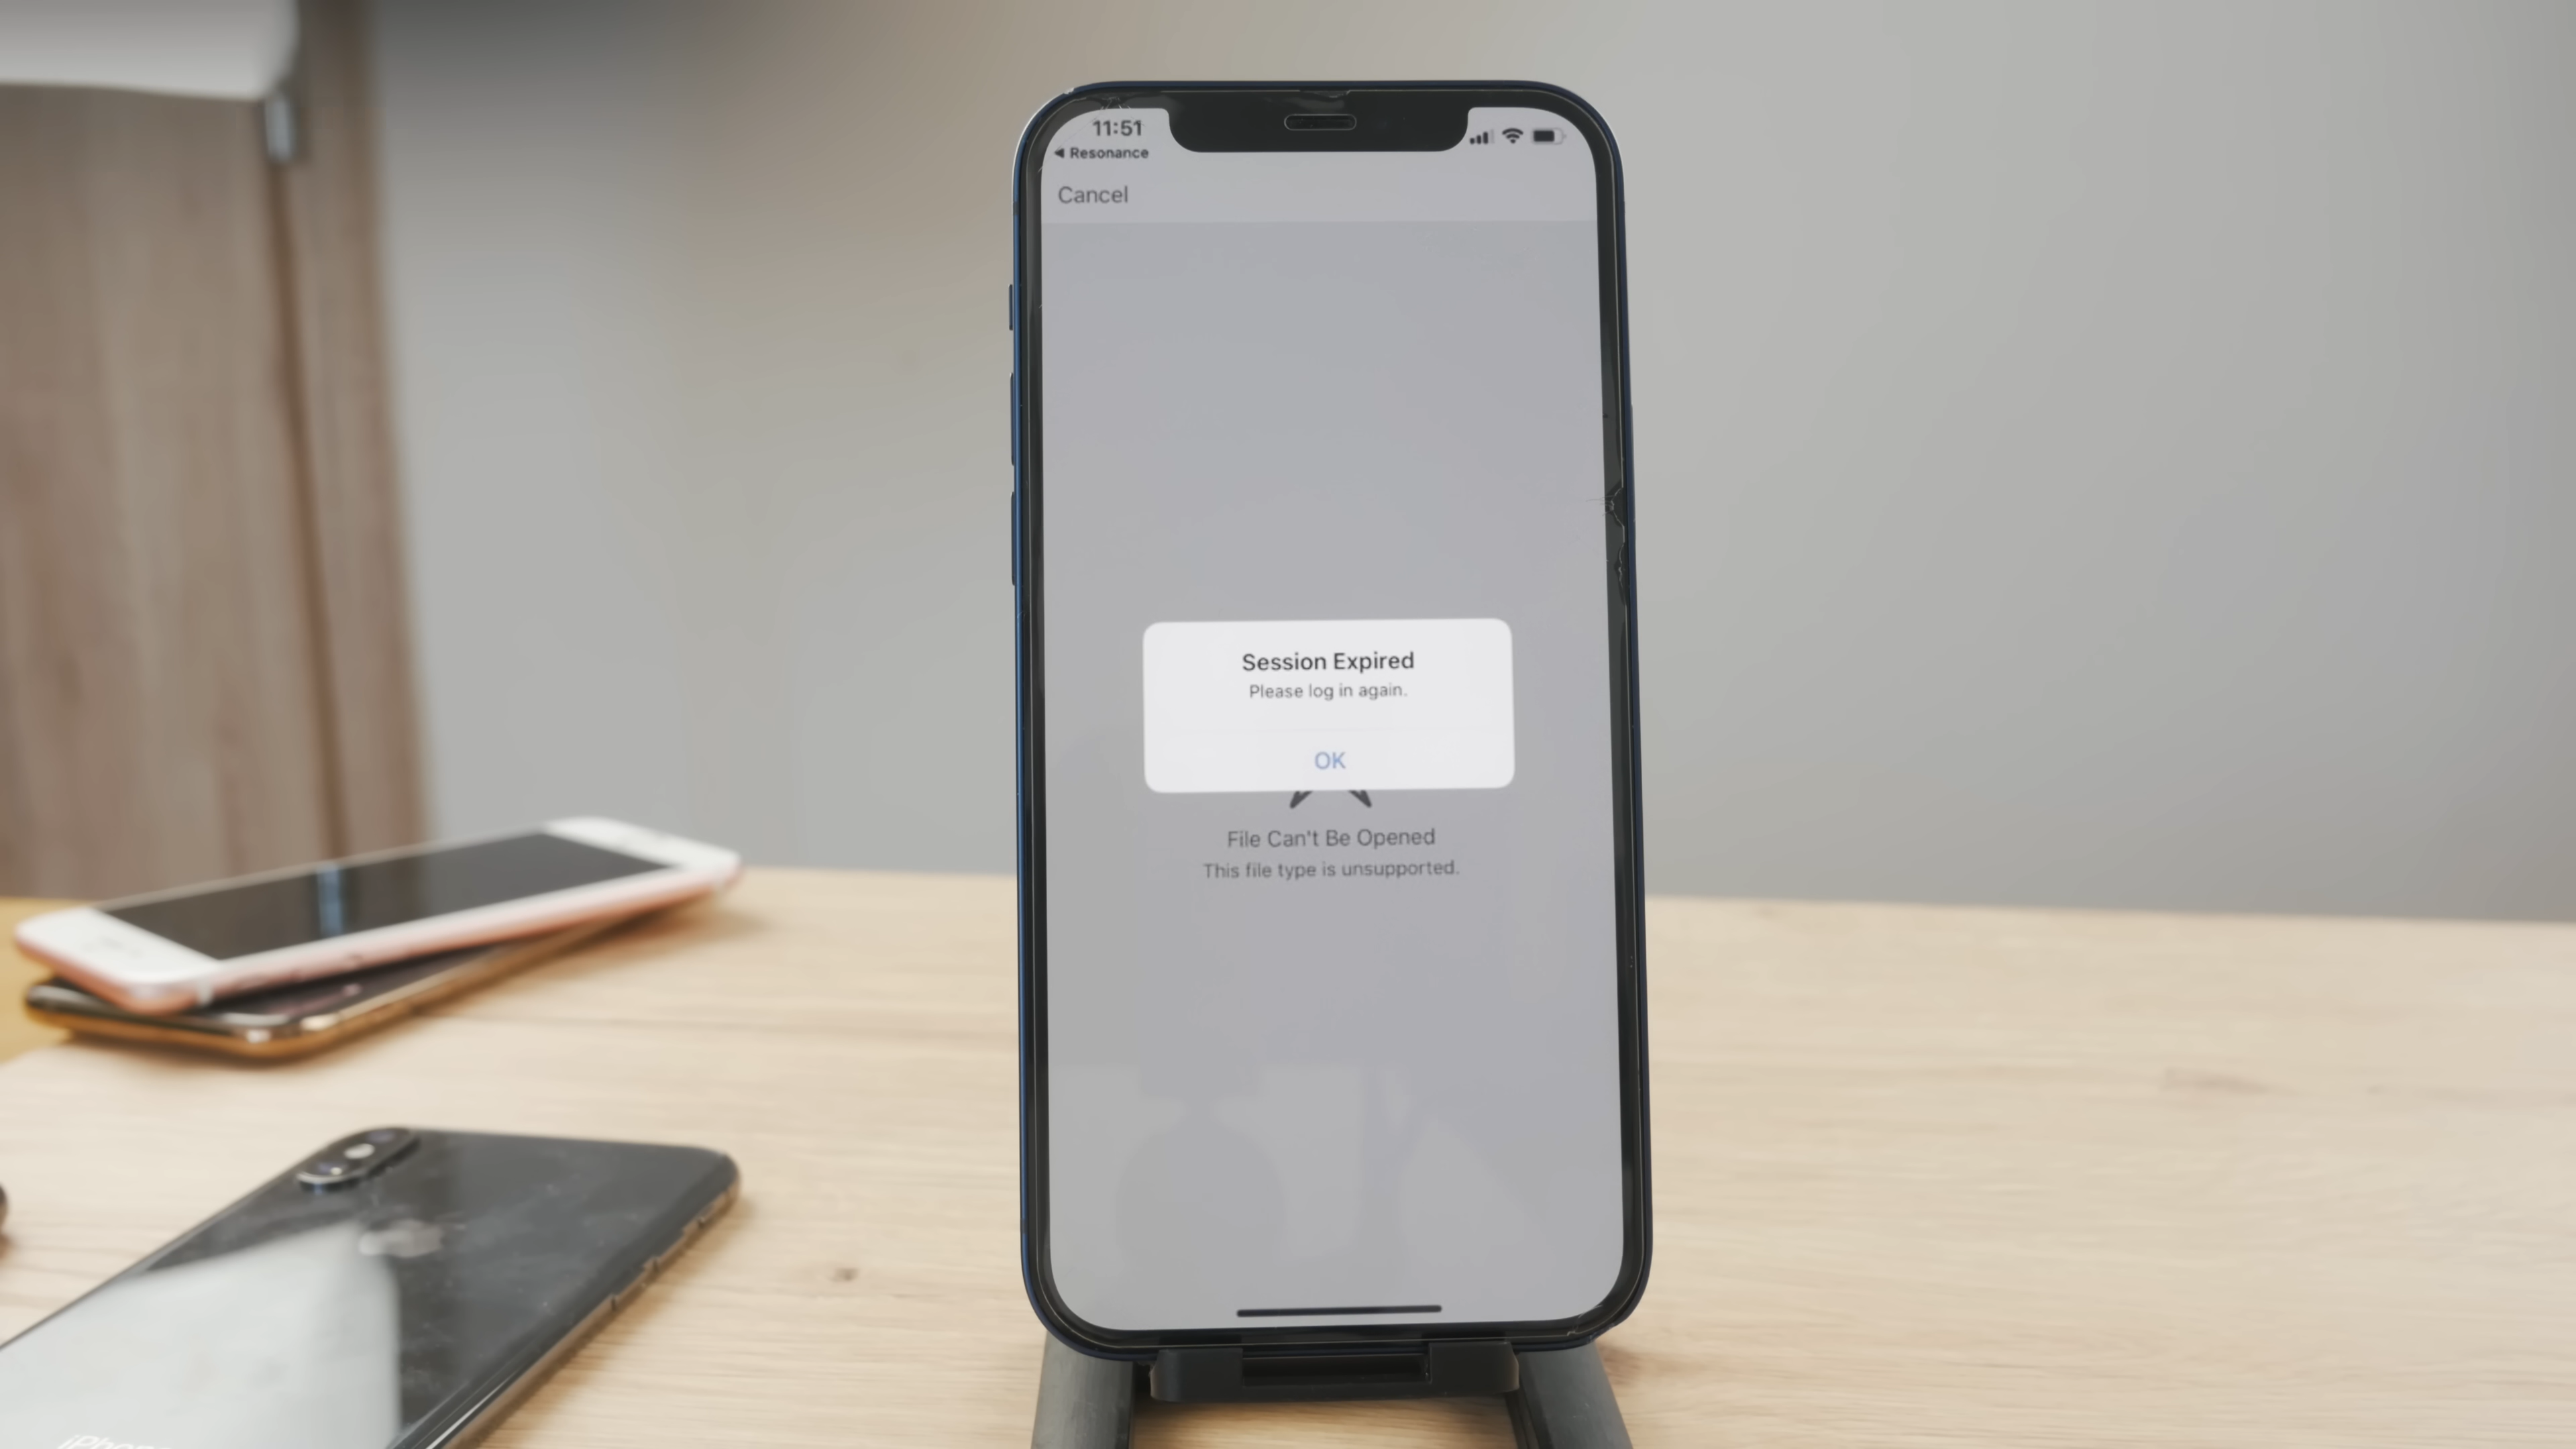 11:51
◀ Resonance
Cancel
Session Expired
Please log in again.
OK
File Can't Be Opened
This file type is unsupported.
iPhone